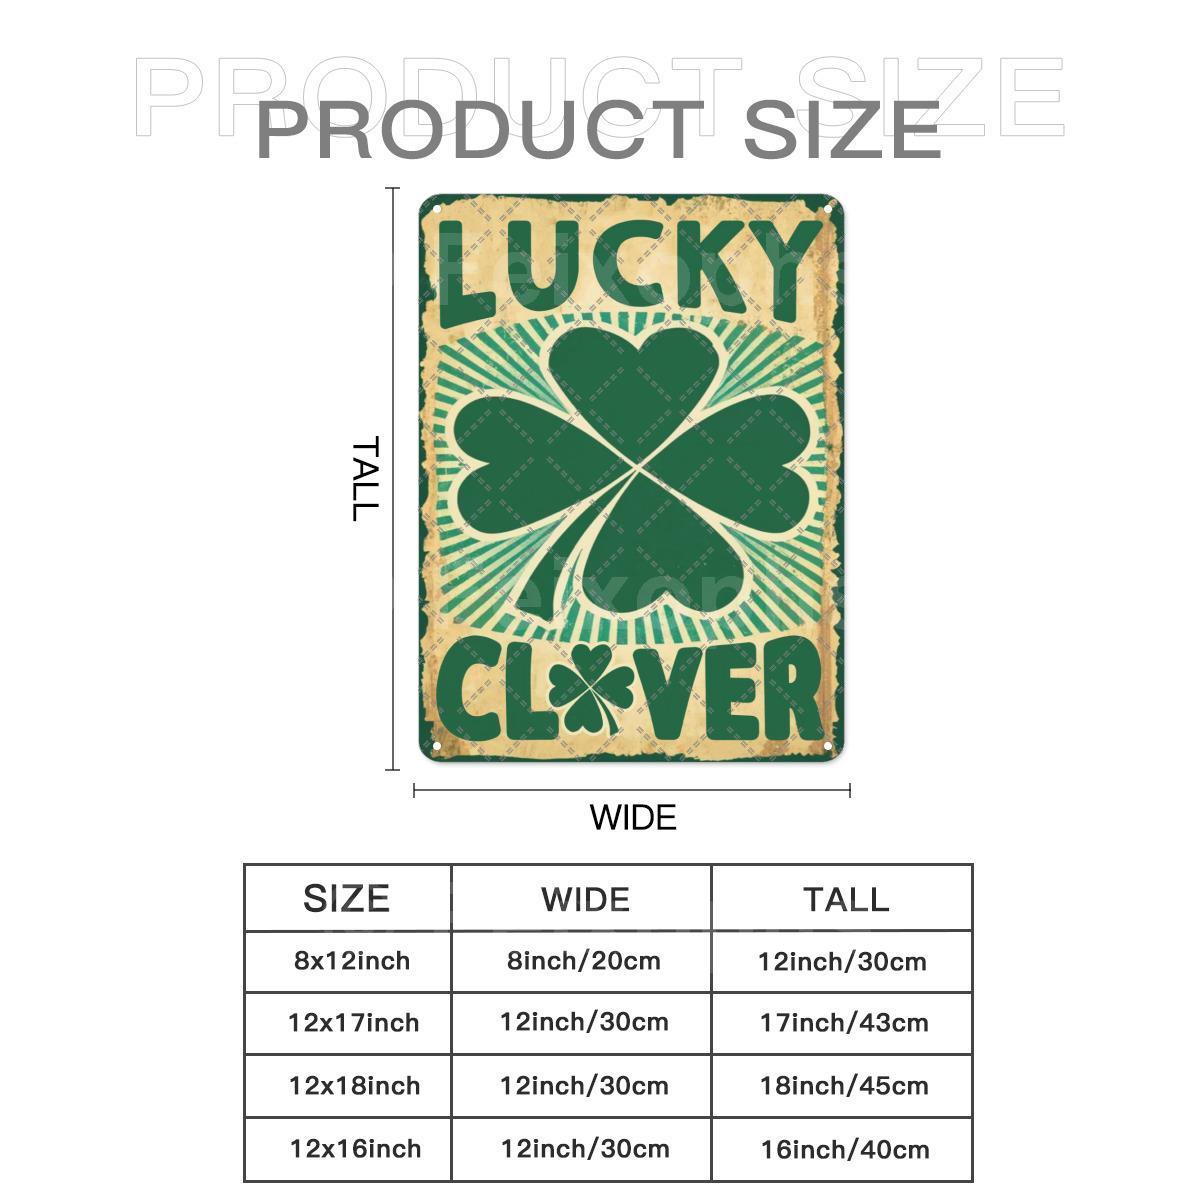 PRODUCT SIZE
PRODUCT SIZE
LUCKY
TALL
CLOVER
WIDE
SIZE WIDE TALL
8x12inch 8inch/20cm 12inch/30cm
12x17inch 12inch/30cm 17inch/43cm
12x18inch 12inch/30cm 18inch/45cm
12x16inch 12inch/30cm 16inch/40cm